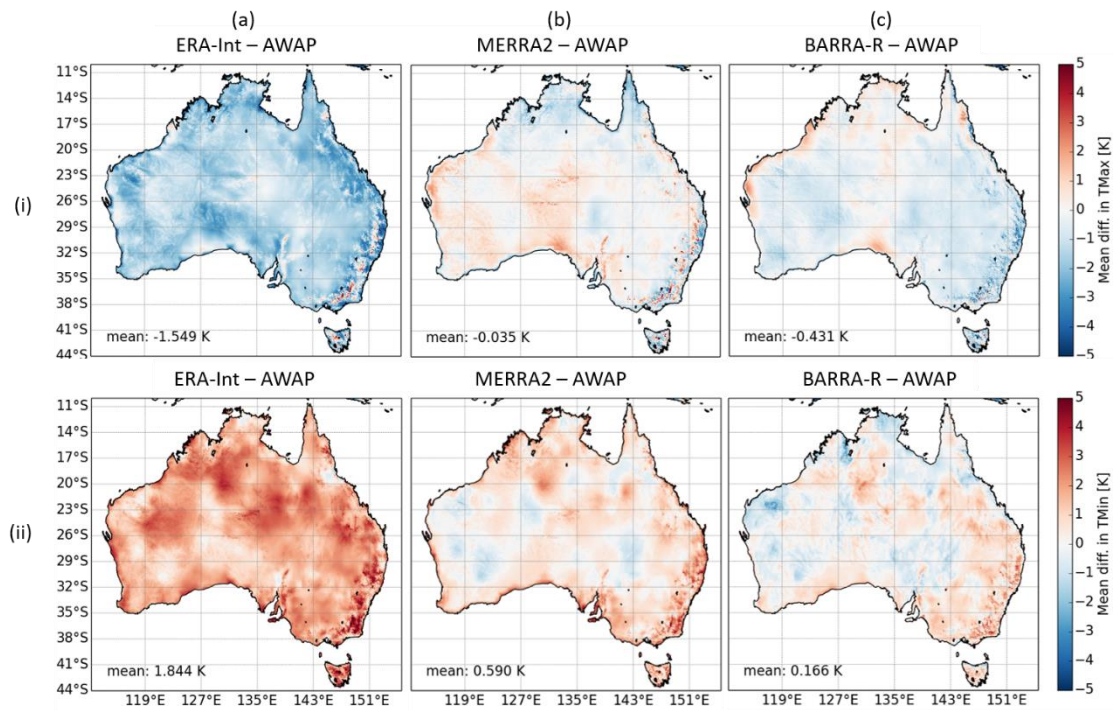 (a) (b) (c)
ERA-Int – AWAP MERRA2 – AWAP BARRA-R – AWAP
(i)
11°S
14°S
17°S
20°S
23°S
26°S
29°S
32°S
35°S
38°S
41°S
44°S
mean: -1.549 K mean: -0.035 K mean: -0.431 K
5
4
3
2
1
0
−1
−2
−3
−4
−5
Mean diff. in TMax [K]
ERA-Int – AWAP MERRA2 – AWAP BARRA-R – AWAP
(ii)
11°S
14°S
17°S
20°S
23°S
26°S
29°S
32°S
35°S
38°S
41°S
44°S
mean: 1.844 K mean: 0.590 K mean: 0.166 K
119°E 127°E 135°E 143°E 151°E 119°E 127°E 135°E 143°E 151°E 119°E 127°E 135°E 143°E 151°E
5
4
3
2
1
0
−1
−2
−3
−4
−5
Mean diff. in TMin [K]